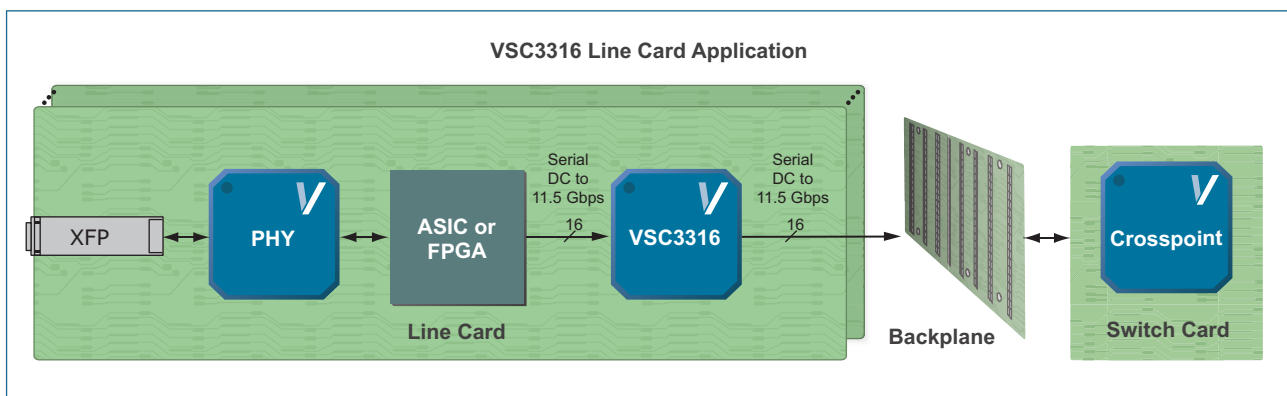 VSC3316 Line Card Application
XFP
PHY
ASIC or
FPGA
Serial
DC to
11.5 Gbps
16
VSC3316
Serial
DC to
11.5 Gbps
16
Crosspoint
Line Card
Backplane
Switch Card